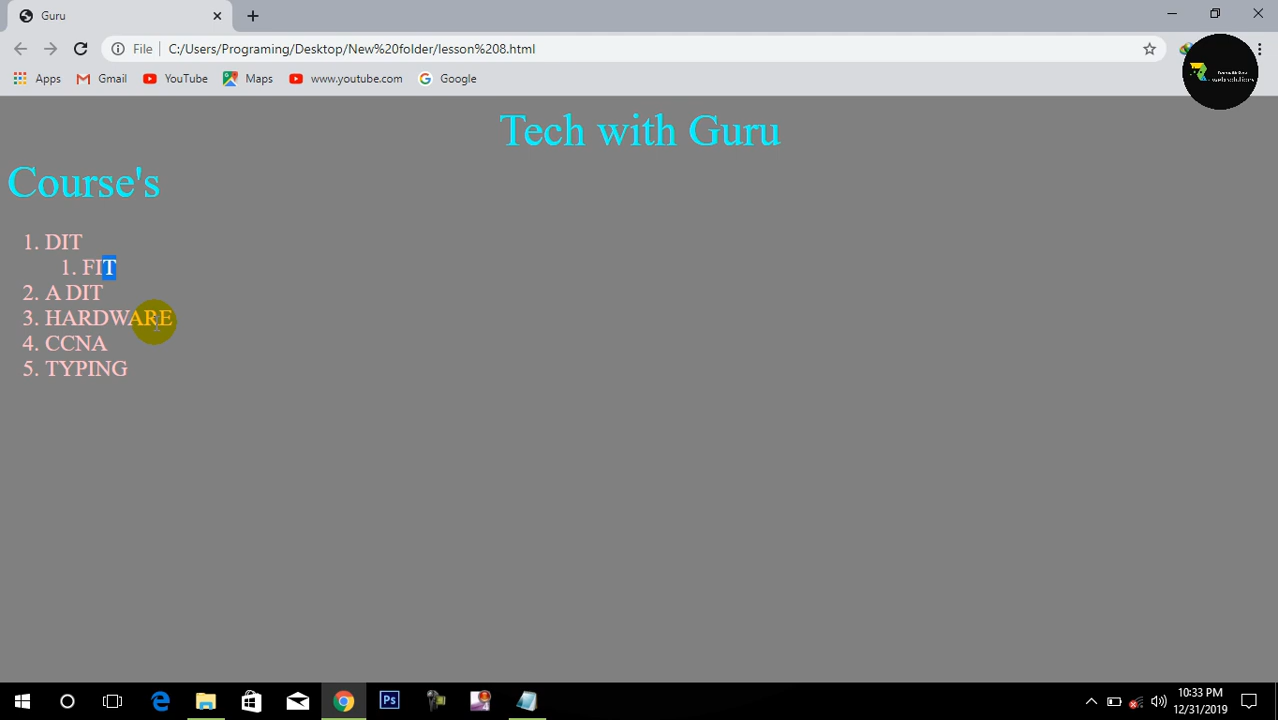 Guru
File
C:/Users/Programing/Desktop/New%20folder/lesson%208.html
Apps
Gmail
YouTube
Maps
www.youtube.com
Google
Tech with Guru
Course's
1. DIT
1. FIT
2. A DIT
3. HARDWARE
4. CCNA
5. TYPING
Ps
10:33 PM
12/31/2019